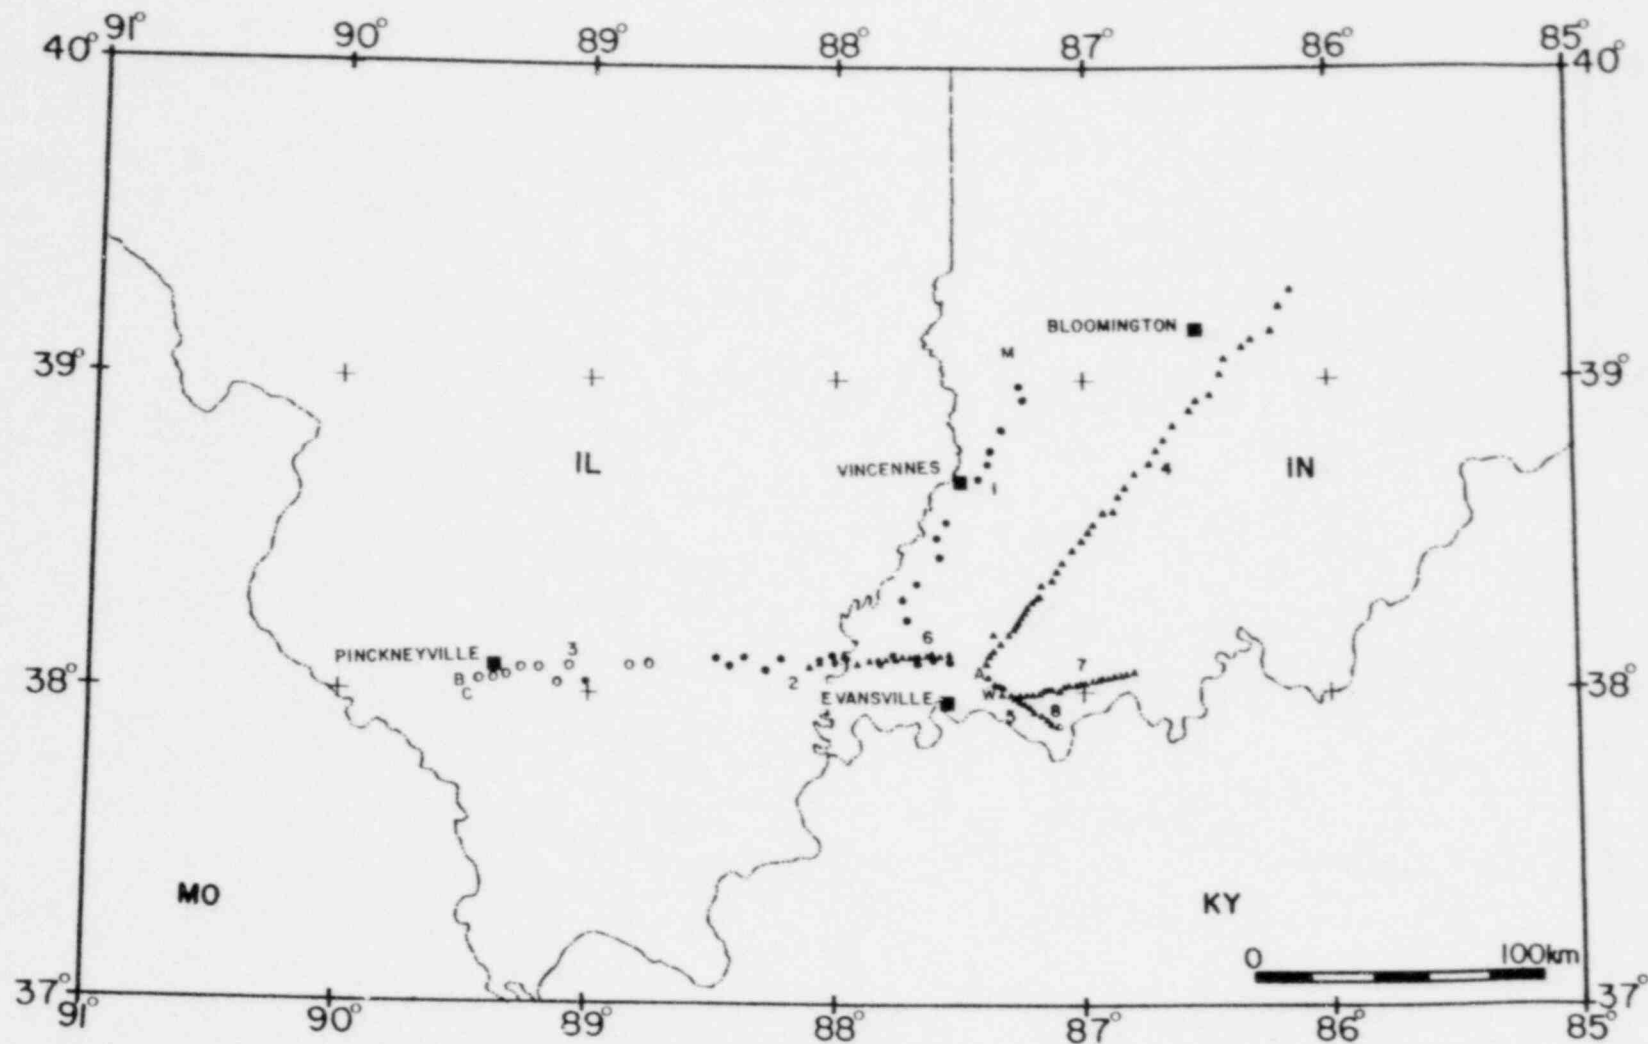 91° 90° 89° 88° 87° 86° 85°
40° 40°
BLOOMINGTON
M
39° 39°
IL VINCENNES 4 IN
1
6
PINCKNEYVILLE 3 7
38° B 2 A 38°
C EVANSVILLE W 8
5
MO KY
0 100km
37° 37°
91° 90° 89° 88° 87° 86° 85°